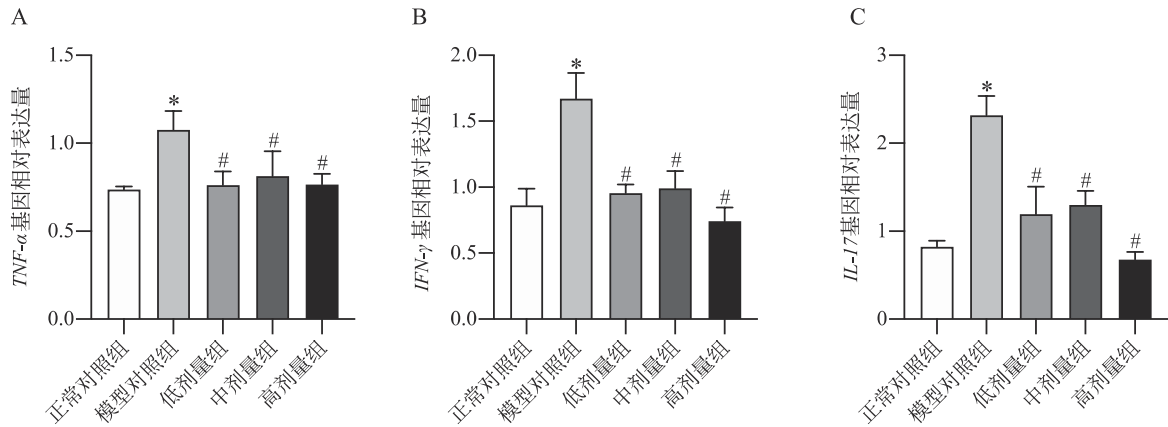 A
TNF-α基因相对表达量
1.5
1.0
0.5
0.0
*
#
#
#
正常对照组
模型对照组
低剂量组
中剂量组
高剂量组
B
IFN-γ基因相对表达量
2.0
1.5
1.0
0.5
0.0
*
#
#
#
正常对照组
模型对照组
低剂量组
中剂量组
高剂量组
C
IL-17基因相对表达量
3
2
1
0
*
#
#
#
正常对照组
模型对照组
低剂量组
中剂量组
高剂量组